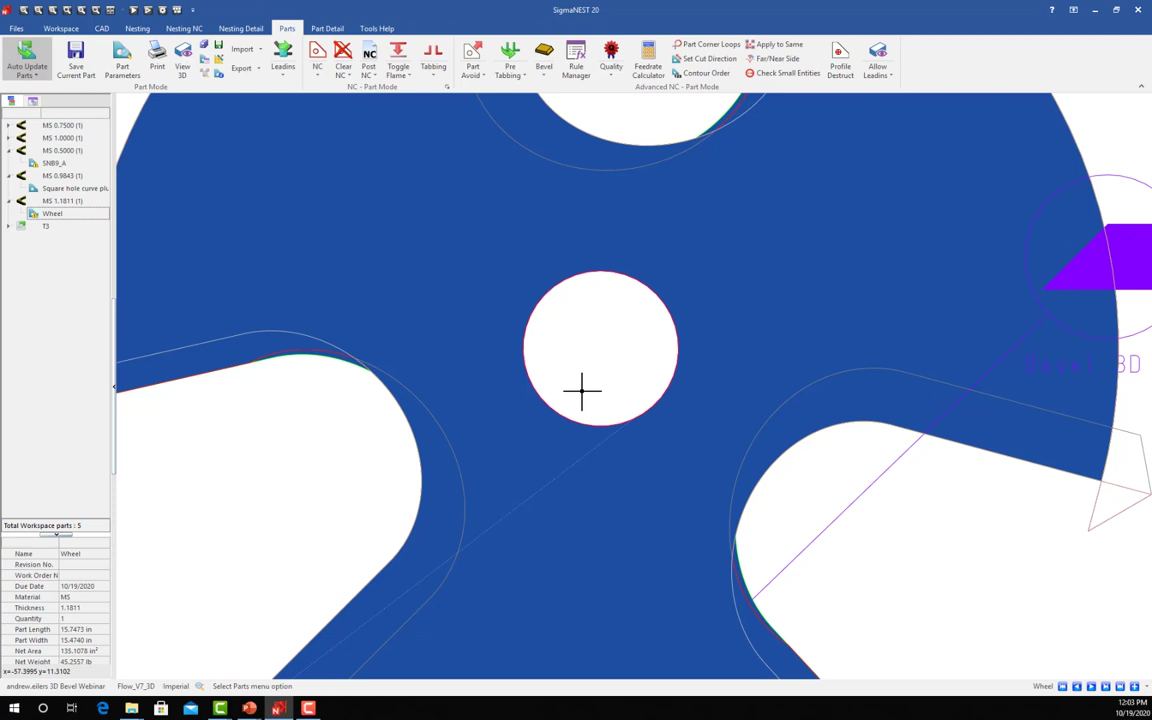 SigmaNEST 20
Files Workspace CAD Nesting Nesting NC Nesting Detail Parts Part Detail Tools Help
Auto Update Parts
Save Current Part
Part Parameters
Print
View 3D
Import
Export
Leadins
Part Mode
NC
Clear NC
Post NC
Toggle Flame
Tabbing
NC - Part Mode
Part Avoid
Pre Tabbing
Bevel
Rule Manager
Quality
Feedrate Calculator
Part Corner Loops
Set Cut Direction
Contour Order
Apply to Same
Far/Near Side
Check Small Entities
Profile Destruct
Allow Leadins
Advanced NC - Part Mode
MS 0.7500 (1)
MS 1.0000 (1)
MS 0.5000 (1)
SNB9_A
MS 0.9843 (1)
Square hole curve plu
MS 1.1811 (1)
Wheel
T3
Bevel 3D
Total Workspace parts : 5
Name Wheel
Revision No.
Work Order N
Due Date 10/19/2020
Material MS
Thickness 1.1811
Quantity 1
Part Length 15.7473 in
Part Width 15.4740 in
Net Area 135.1078 in²
Net Weight 45.2557 lb
x=-57.3995 y=11.3102
andrew.eilers 3D Bevel Webinar Flow_V7_3D Imperial Select Parts menu option Wheel
12:03 PM
10/19/2020